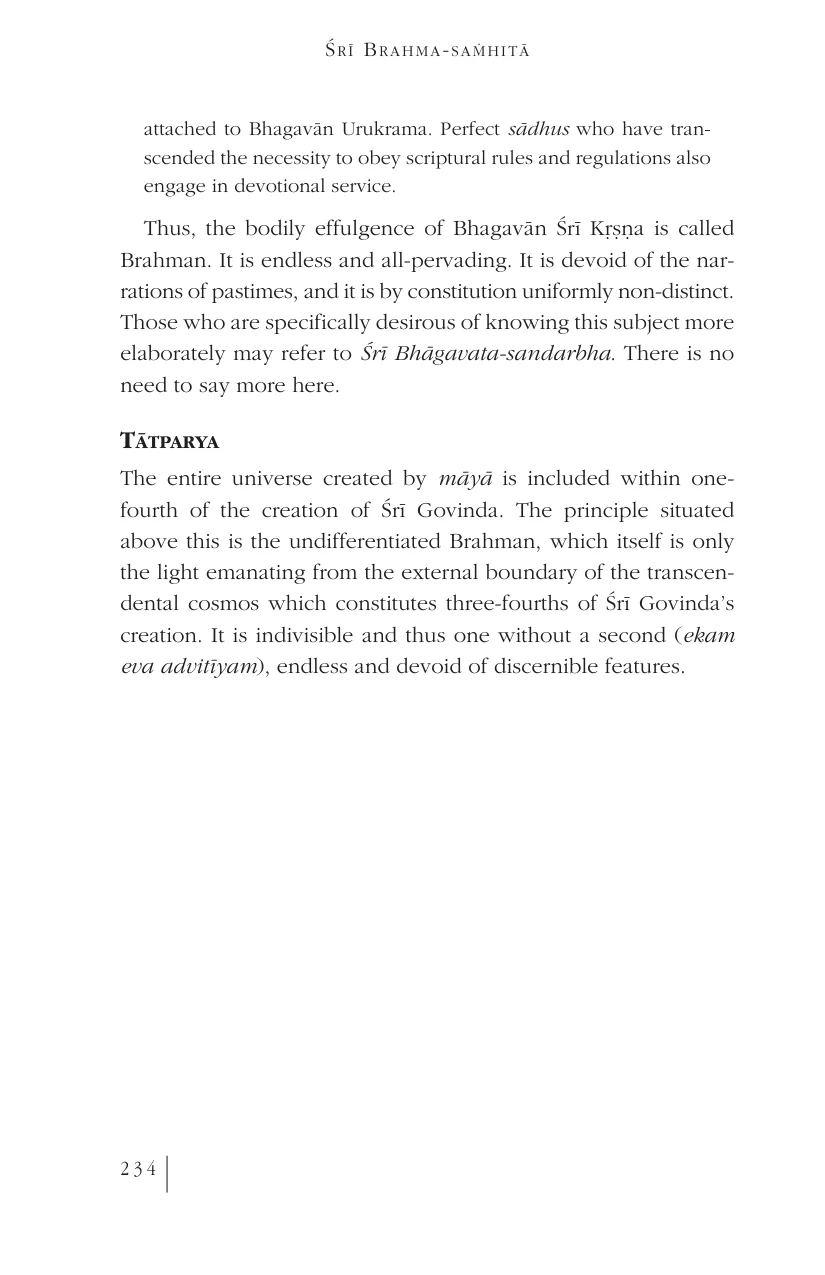 Śrī Brahma-saṁhitā
attached to Bhagavān Urukrama. Perfect sādhus who have tran-
scended the necessity to obey scriptural rules and regulations also
engage in devotional service.
Thus, the bodily effulgence of Bhagavān Śrī Kṛṣṇa is called
Brahman. It is endless and all-pervading. It is devoid of the nar-
rations of pastimes, and it is by constitution uniformly non-distinct.
Those who are specifically desirous of knowing this subject more
elaborately may refer to Śrī Bhāgavata-sandarbha. There is no
need to say more here.
Tātparya
The entire universe created by māyā is included within one-
fourth of the creation of Śrī Govinda. The principle situated
above this is the undifferentiated Brahman, which itself is only
the light emanating from the external boundary of the transcen-
dental cosmos which constitutes three-fourths of Śrī Govinda’s
creation. It is indivisible and thus one without a second (ekam
eva advitīyam), endless and devoid of discernible features.
234